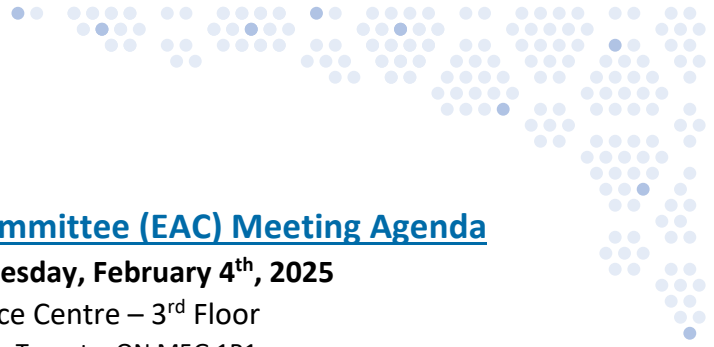 mmittee (EAC) Meeting Agenda
esday, February 4th, 2025
ce Centre – 3rd Floor